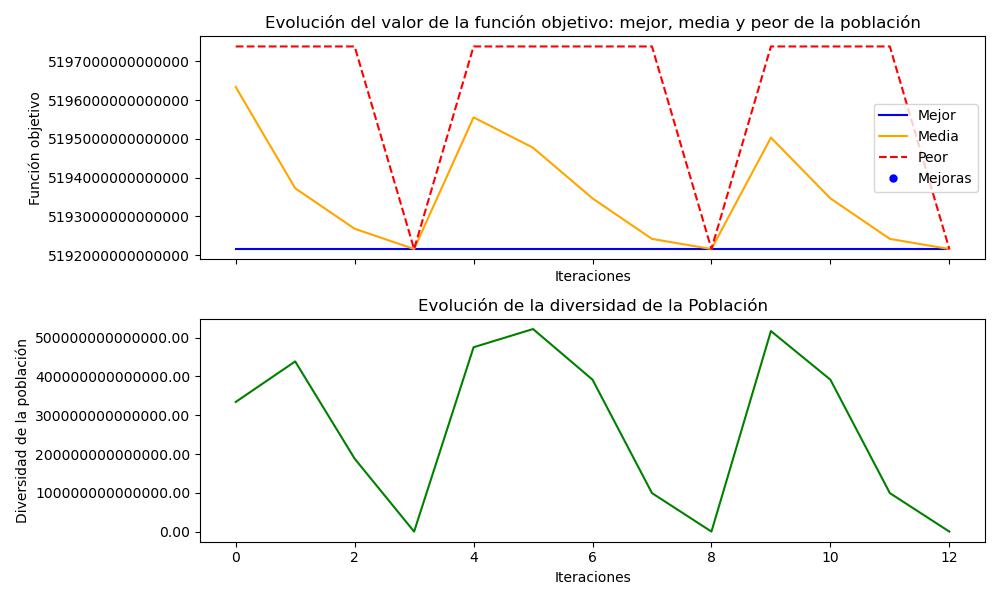 Evolución del valor de la función objetivo: mejor, media y peor de la población
Función objetivo
5197000000000000
5196000000000000
5195000000000000
5194000000000000
5193000000000000
5192000000000000
Mejor
Media
Peor
Mejoras
Iteraciones
Evolución de la diversidad de la Población
Diversidad de la población
500000000000000.00
400000000000000.00
300000000000000.00
200000000000000.00
100000000000000.00
0.00
0 2 4 6 8 10 12
Iteraciones